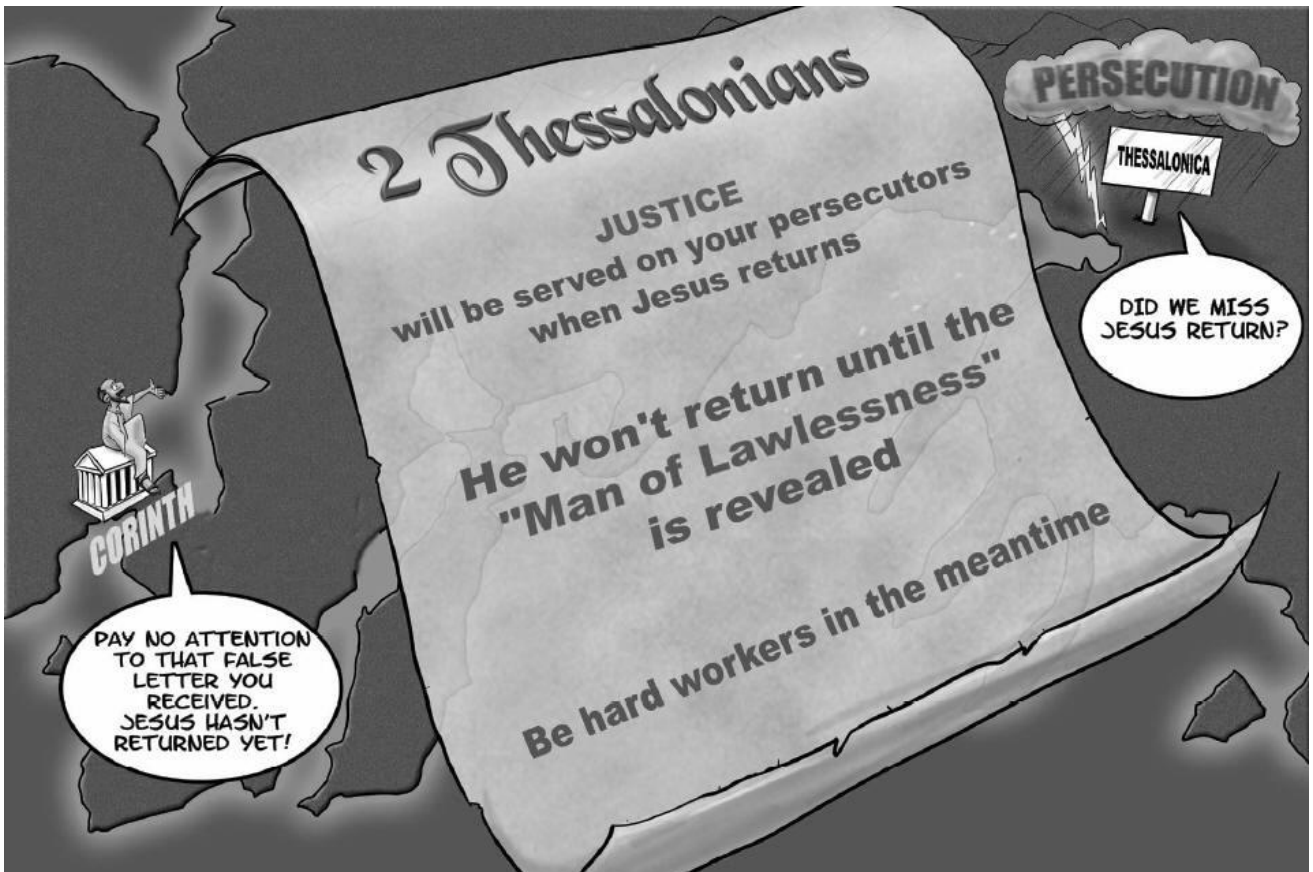 2 Thessalonians
JUSTICE
will be served on your persecutors
when Jesus returns
He won't return until the
"Man of Lawlessness"
is revealed
Be hard workers in the meantime
PERSECUTION
THESSALONICA
DID WE MISS
JESUS RETURN?
CORINTH
PAY NO ATTENTION
TO THAT FALSE
LETTER YOU
RECEIVED.
JESUS HASN'T
RETURNED YET!